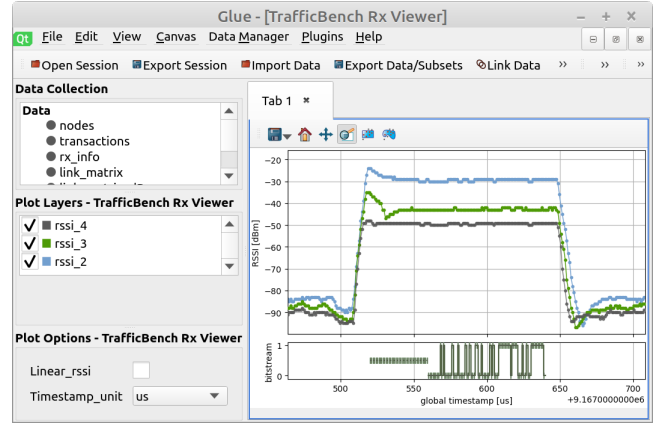 Glue - [TrafficBench Rx Viewer]
Qt File Edit View Canvas Data Manager Plugins Help
Open Session Export Session Import Data Export Data/Subsets Link Data
Data Collection
Data
nodes
transactions
rx_info
link_matrix
Plot Layers - TrafficBench Rx Viewer
rssi_4
rssi_3
rssi_2
Plot Options - TrafficBench Rx Viewer
Linear_rssi
Timestamp_unit us
Tab 1
RSSI [dBm]
−20
−30
−40
−50
−60
−70
−80
−90
bitstream
1
0
500 550 600 650 700
global timestamp [us] +9.1670000000e6